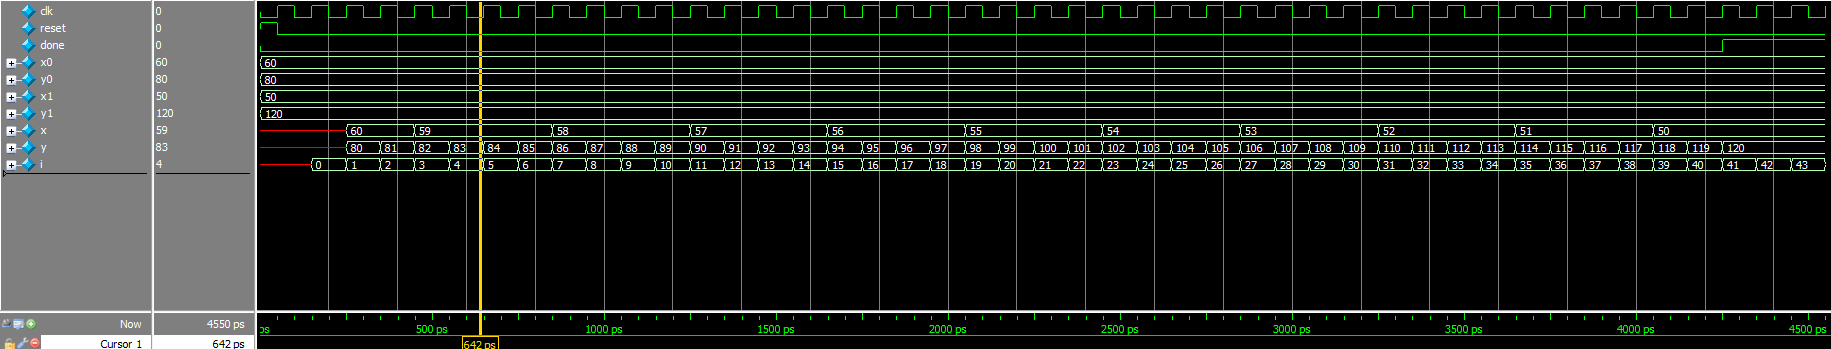 clk 0
reset 0
done 0
x0 60 60
y0 80 80
x1 50 50
y1 120 120
x 59 60 59 58 57 56 55 54 53 52 51 50
y 83 80 81 82 83 84 85 86 87 88 89 90 91 92 93 94 95 96 97 98 99 100 101 102 103 104 105 106 107 108 109 110 111 112 113 114 115 116 117 118 119 120
i 4 0 1 2 3 4 5 6 7 8 9 10 11 12 13 14 15 16 17 18 19 20 21 22 23 24 25 26 27 28 29 30 31 32 33 34 35 36 37 38 39 40 41 42 43
Now 4550 ps ps 500 ps 1000 ps 1500 ps 2000 ps 2500 ps 3000 ps 3500 ps 4000 ps 4500 ps
Cursor 1 642 ps 642 ps